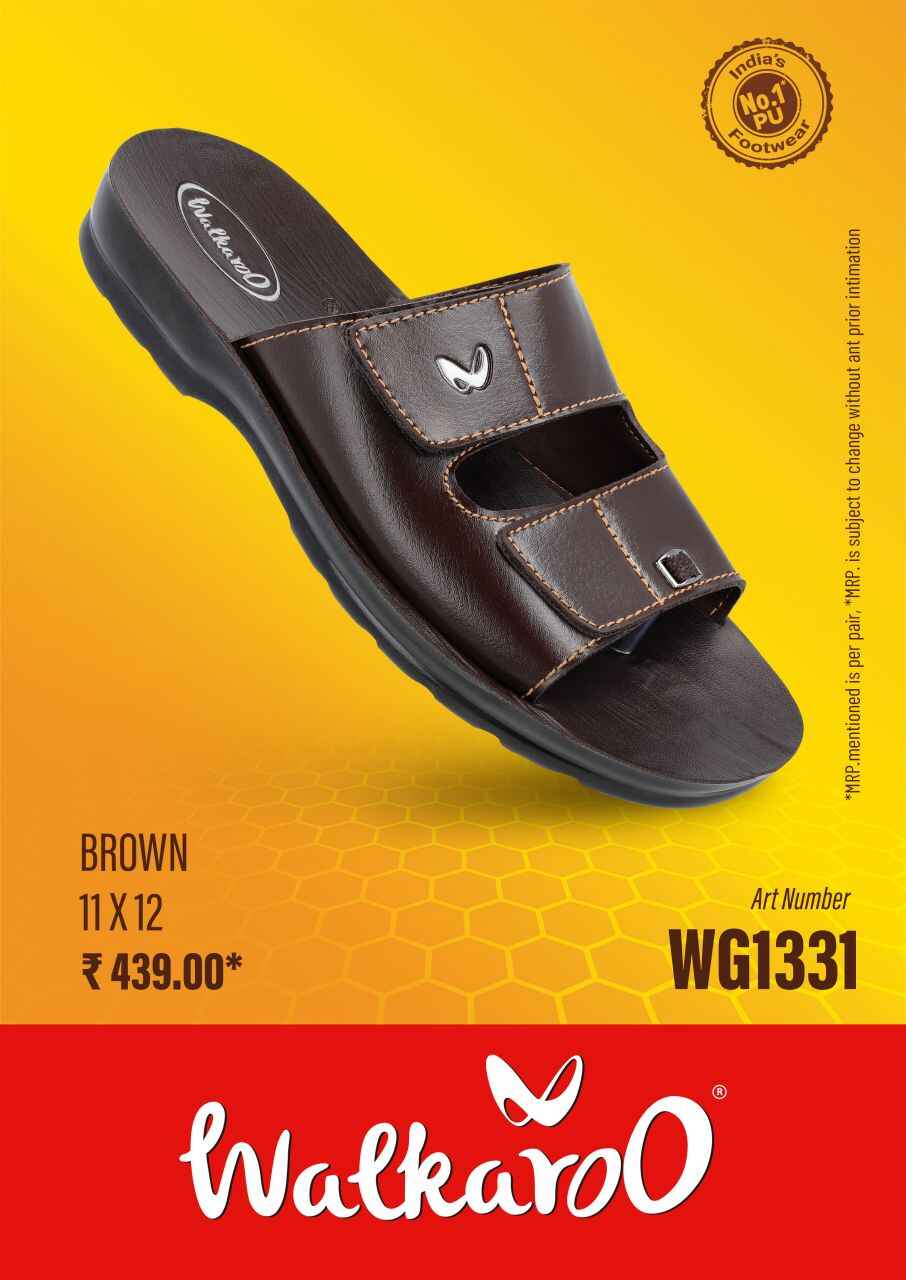 India's
No.1*
PU
Footwear
Walkaroo
*MRP.mentioned is per pair, *MRP. is subject to change without ant prior intimation
BROWN
11 X 12
₹ 439.00*
Art Number
WG1331
Walkaroo®